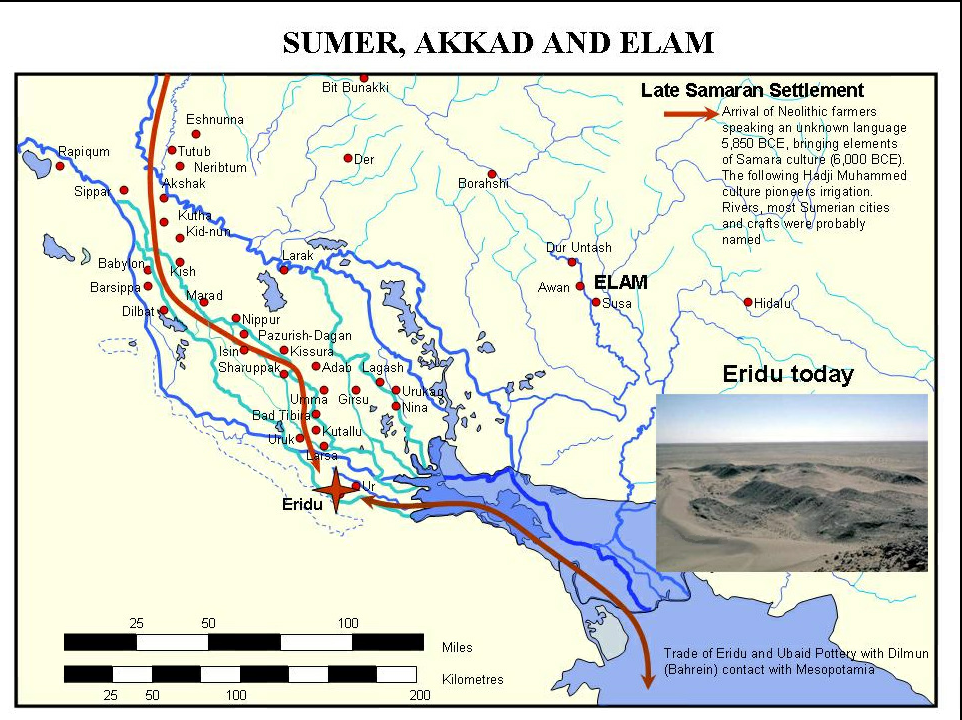 SUMER, AKKAD AND ELAM
Late Samaran Settlement
Arrival of Neolithic farmers
speaking an unknown language
5,850 BCE, bringing elements
of Samara culture (6,000 BCE).
The following Hadji Muhammed
culture pioneers irrigation.
Rivers, most Sumerian cities
and crafts were probably
named
Bit Bunakki
Eshnunna
Rapiqum
Tutub
Der
Neribtum
Borahshi
Akshak
Sippar
Kutha
Kid-nun
Dur Untash
Larak
Babylon
Kish
ELAM
Awan
Barsippa
Marad
Susa
Hidalu
Dilbat
Nippur
Pazurish-Dagan
Isin
Kissura
Sharuppak
Adab
Lagash
Eridu today
Umma
Girsu
Urukag
Nina
Bad Tibira
Kutallu
Uruk
Larsa
Ur
Eridu
25 50 100
Miles
Trade of Eridu and Ubaid Pottery with Dilmun
(Bahrein) contact with Mesopotamia
Kilometres
25 50 100 200